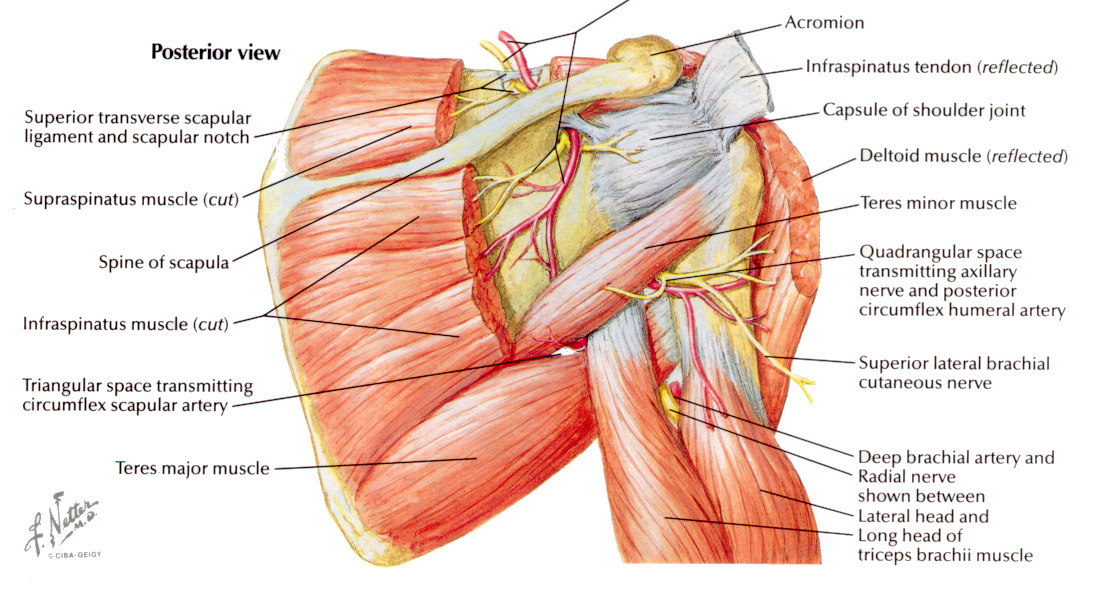 Posterior view
Superior transverse scapular
ligament and scapular notch
Supraspinatus muscle (cut)
Spine of scapula
Infraspinatus muscle (cut)
Triangular space transmitting
circumflex scapular artery
Teres major muscle
Acromion
Infraspinatus tendon (reflected)
Capsule of shoulder joint
Deltoid muscle (reflected)
Teres minor muscle
Quadrangular space
transmitting axillary
nerve and posterior
circumflex humeral artery
Superior lateral brachial
cutaneous nerve
Deep brachial artery and
Radial nerve
shown between
Lateral head and
Long head of
triceps brachii muscle
F. Netter
M.D.
© CIBA-GEIGY